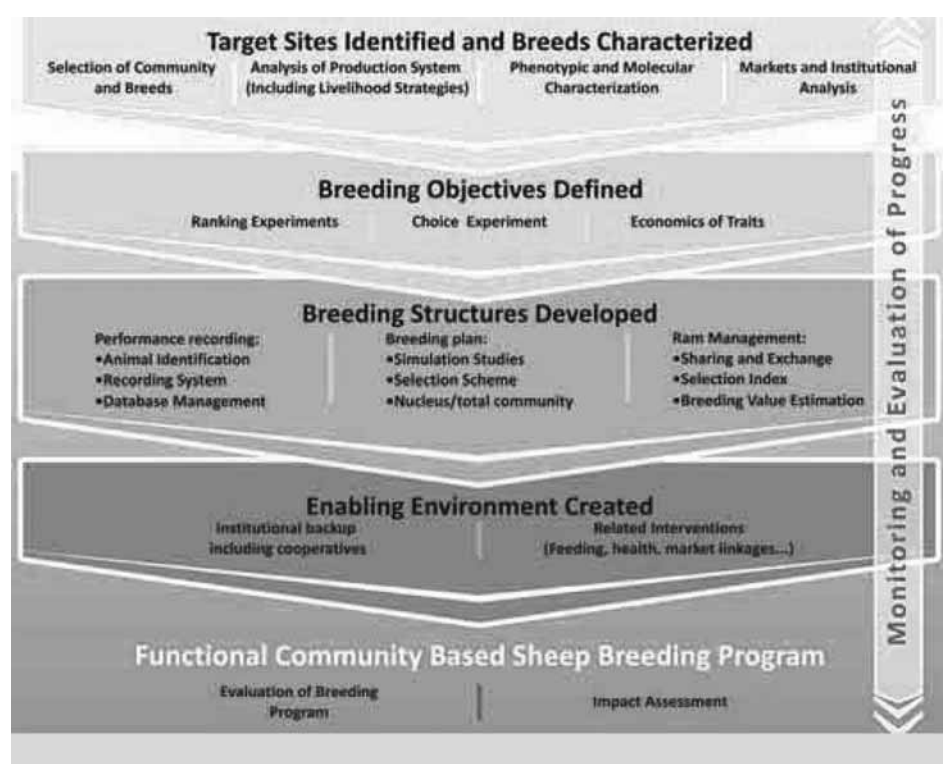 Target Sites Identified and Breeds Characterized
Selection of Community
and Breeds
Analysis of Production System
(Including Livelihood Strategies)
Phenotypic and Molecular
Characterization
Markets and Institutional
Analysis
Breeding Objectives Defined
Ranking Experiments
Choice Experiment
Economics of Traits
Breeding Structures Developed
Performance recording:
•Animal Identification
•Recording System
•Database Management
Breeding plan:
•Simulation Studies
•Selection Scheme
•Nucleus/total community
Ram Management:
•Sharing and Exchange
•Selection Index
•Breeding Value Estimation
Enabling Environment Created
Institutional backup
including cooperatives
Related Interventions
(Feeding, health, market linkages...)
Functional Community Based Sheep Breeding Program
Evaluation of Breeding
Program
Impact Assessment
Monitoring and Evaluation of Progress